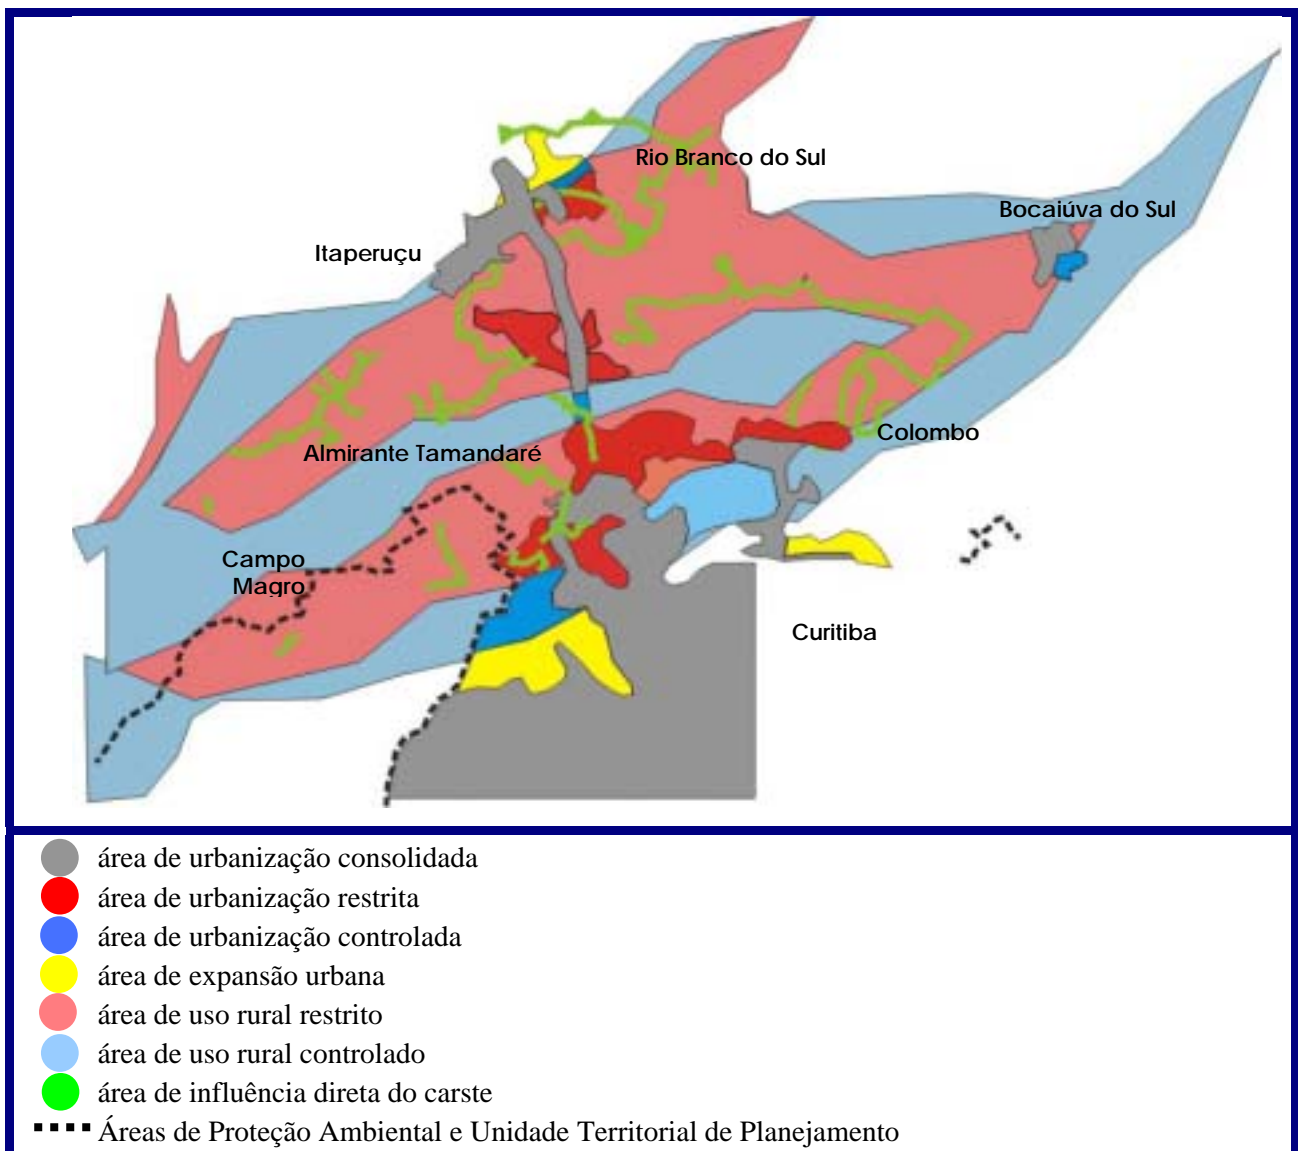 Rio Branco do Sul
Bocaiúva do Sul
Itaperuçu
Colombo
Almirante Tamandaré
Campo
Magro
Curitiba
área de urbanização consolidada
área de urbanização restrita
área de urbanização controlada
área de expansão urbana
área de uso rural restrito
área de uso rural controlado
área de influência direta do carste
Áreas de Proteção Ambiental e Unidade Territorial de Planejamento